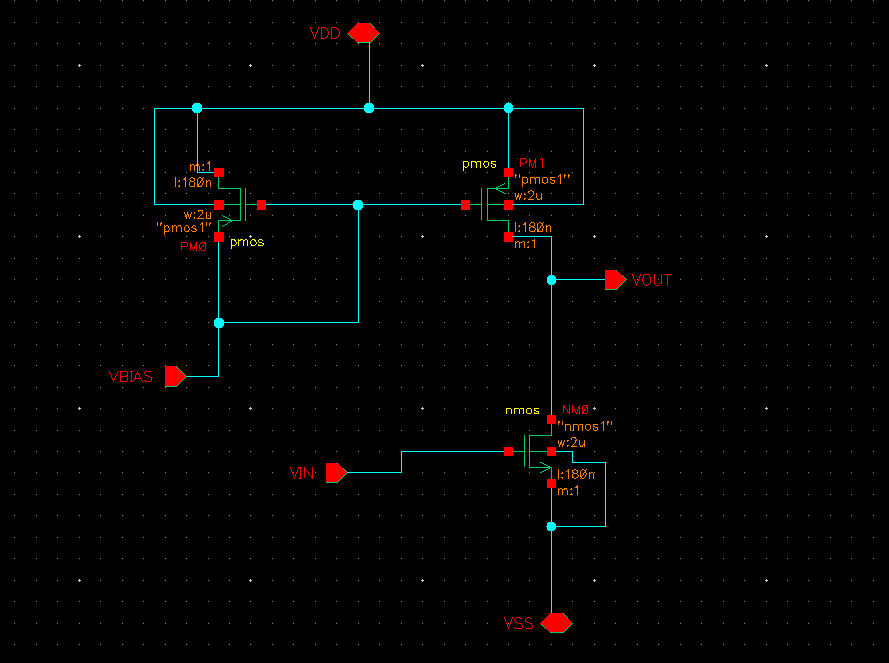 VDD
m:1
l:180n
w:2u
"pmos1"
PM0
pmos
pmos
PM1
"pmos1"
w:2u
l:180n
m:1
VOUT
VBIAS
nmos
NM0
"nmos1"
w:2u
VIN
l:180n
m:1
VSS